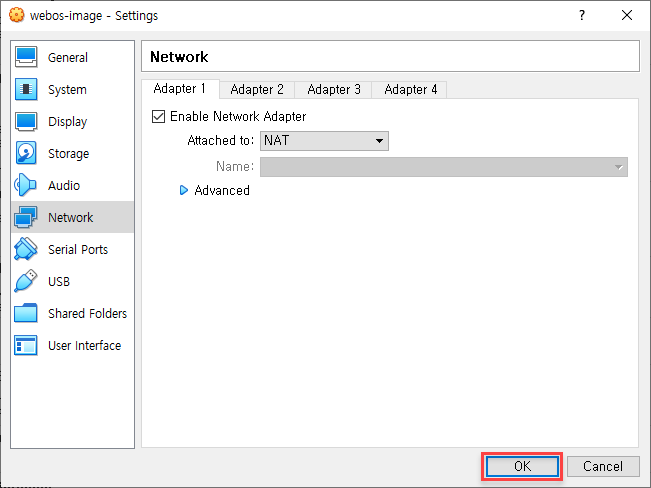 webos-image - Settings
?
General
System
Display
Storage
Audio
Network
Serial Ports
USB
Shared Folders
User Interface
Network
Adapter 1 Adapter 2 Adapter 3 Adapter 4
Enable Network Adapter
Attached to: NAT
Name:
Advanced
OK Cancel